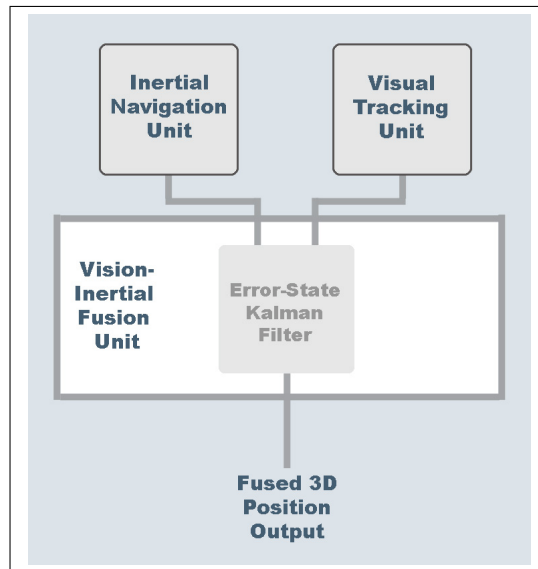 Inertial
Navigation
Unit
Visual
Tracking
Unit
Vision-
Inertial
Fusion
Unit
Error-State
Kalman
Filter
Fused 3D
Position
Output